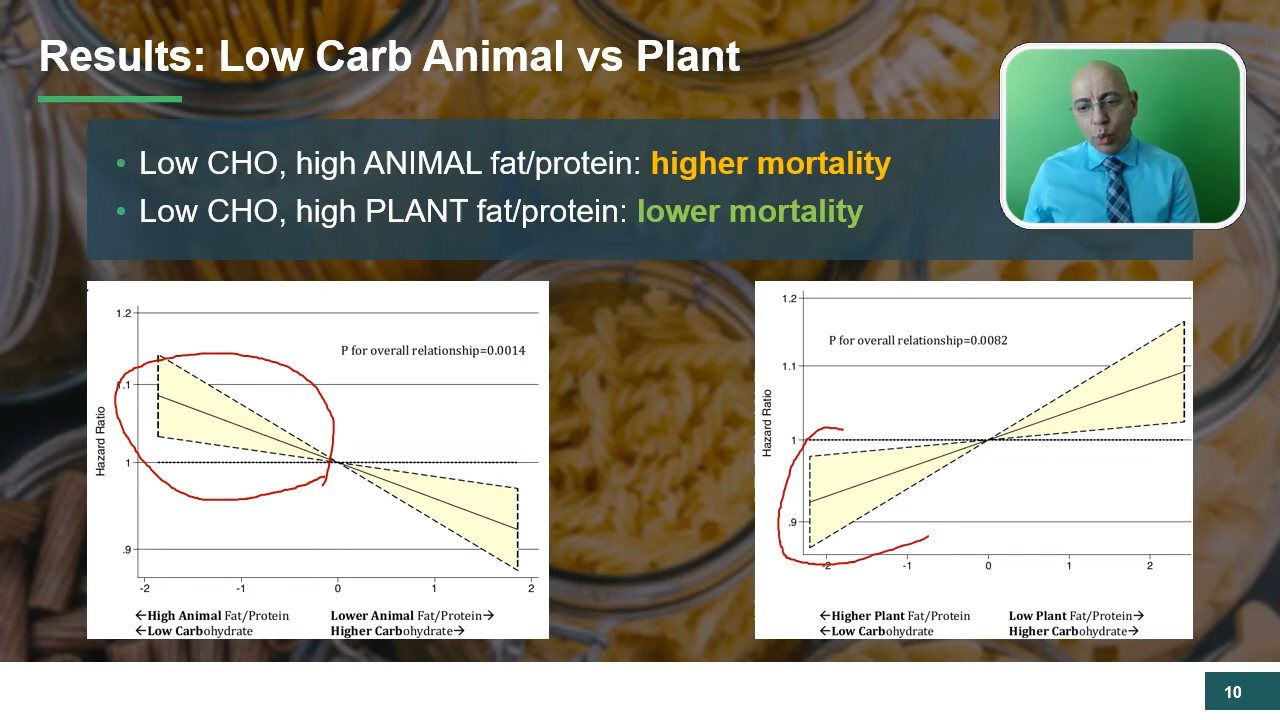 Results: Low Carb Animal vs Plant
• Low CHO, high ANIMAL fat/protein: higher mortality
• Low CHO, high PLANT fat/protein: lower mortality
1.2
P for overall relationship=0.0014
1.1
Hazard Ratio
1
.9
-2 -1 0 1 2
←High Animal Fat/Protein Lower Animal Fat/Protein→
←Low Carbohydrate Higher Carbohydrate→
1.2
P for overall relationship=0.0082
1.1
Hazard Ratio
1
.9
-2 -1 0 1 2
←Higher Plant Fat/Protein Low Plant Fat/Protein→
←Low Carbohydrate Higher Carbohydrate→
10